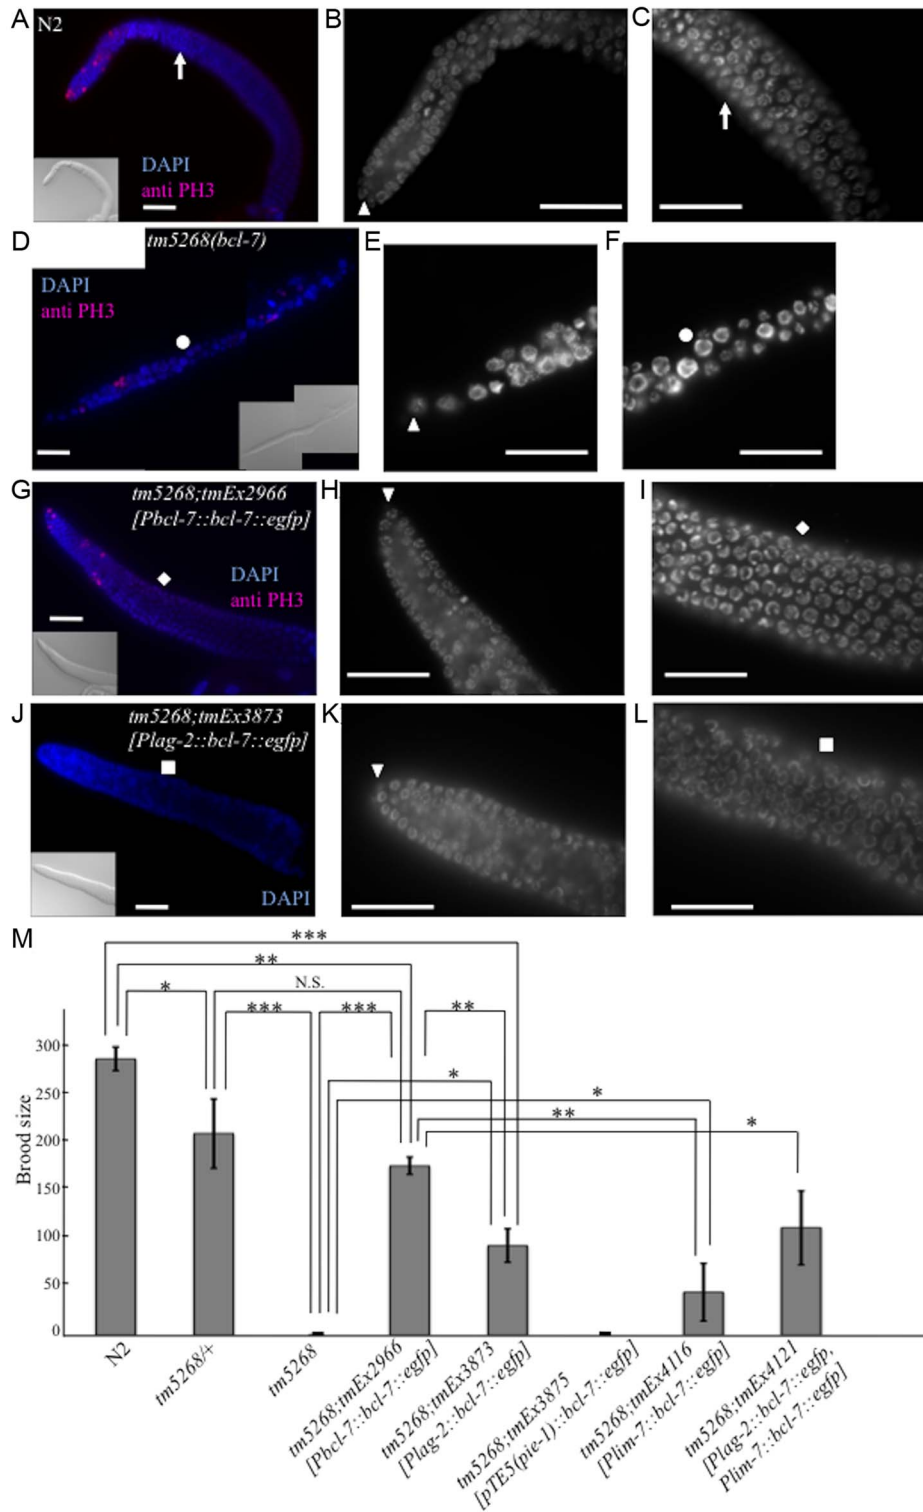 A
N2
DAPI
anti PH3
B
C
D
tm5268(bcl-7)
DAPI
anti PH3
E
F
G
tm5268;tmEx2966
[Pbcl-7::bcl-7::egfp]
DAPI
anti PH3
H
I
J
tm5268;tmEx3873
[Plag-2::bcl-7::egfp]
DAPI
K
L
M
***
**
N.S.
*
***
***
**
*
*
**
*
Brood size
300
250
200
150
100
50
0
N2
tm5268/+
tm5268
tm5268;tmEx2966
[Pbcl-7::bcl-7::egfp]
tm5268;tmEx3873
[Plag-2::bcl-7::egfp]
tm5268;tmEx3875
[pTE5(pie-1)::bcl-7::egfp]
tm5268;tmEx4116
[Plim-7::bcl-7::egfp]
tm5268;tmEx4121
[Plag-2::bcl-7::egfp,
Plim-7::bcl-7::egfp]